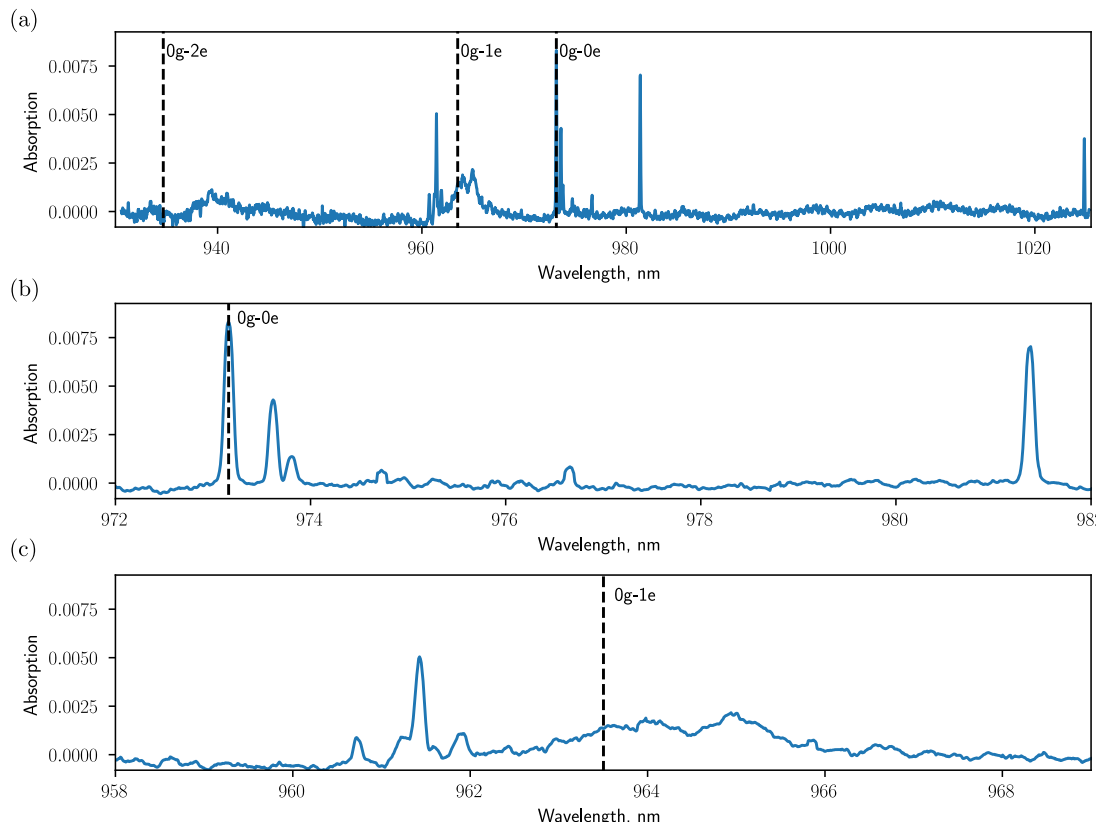 (a)
0g-2e
0g-1e
0g-0e
0.0075
0.0050
0.0025
0.0000
Absorption
940
960
980
1000
1020
Wavelength, nm
(b)
0g-0e
0.0075
0.0050
0.0025
0.0000
Absorption
972
974
976
978
980
982
Wavelength, nm
(c)
0g-1e
0.0075
0.0050
0.0025
0.0000
Absorption
958
960
962
964
966
968
Wavelength, nm